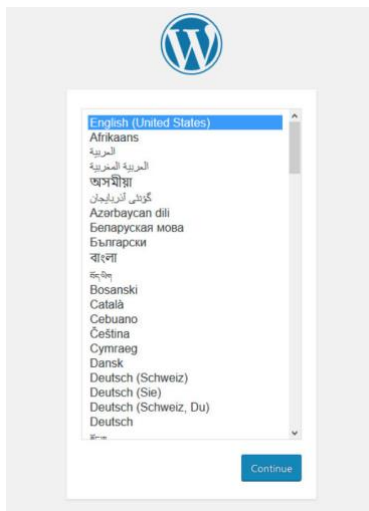 English (United States)
Afrikaans
العربية
العربية المغربية
অসমীয়া
گؤنئی آذربایجان
Azərbaycan dili
Беларуская мова
Български
বাংলা
བོད་ཡིག
Bosanski
Català
Cebuano
Čeština
Cymraeg
Dansk
Deutsch (Schweiz)
Deutsch (Sie)
Deutsch (Schweiz, Du)
Deutsch
Continue